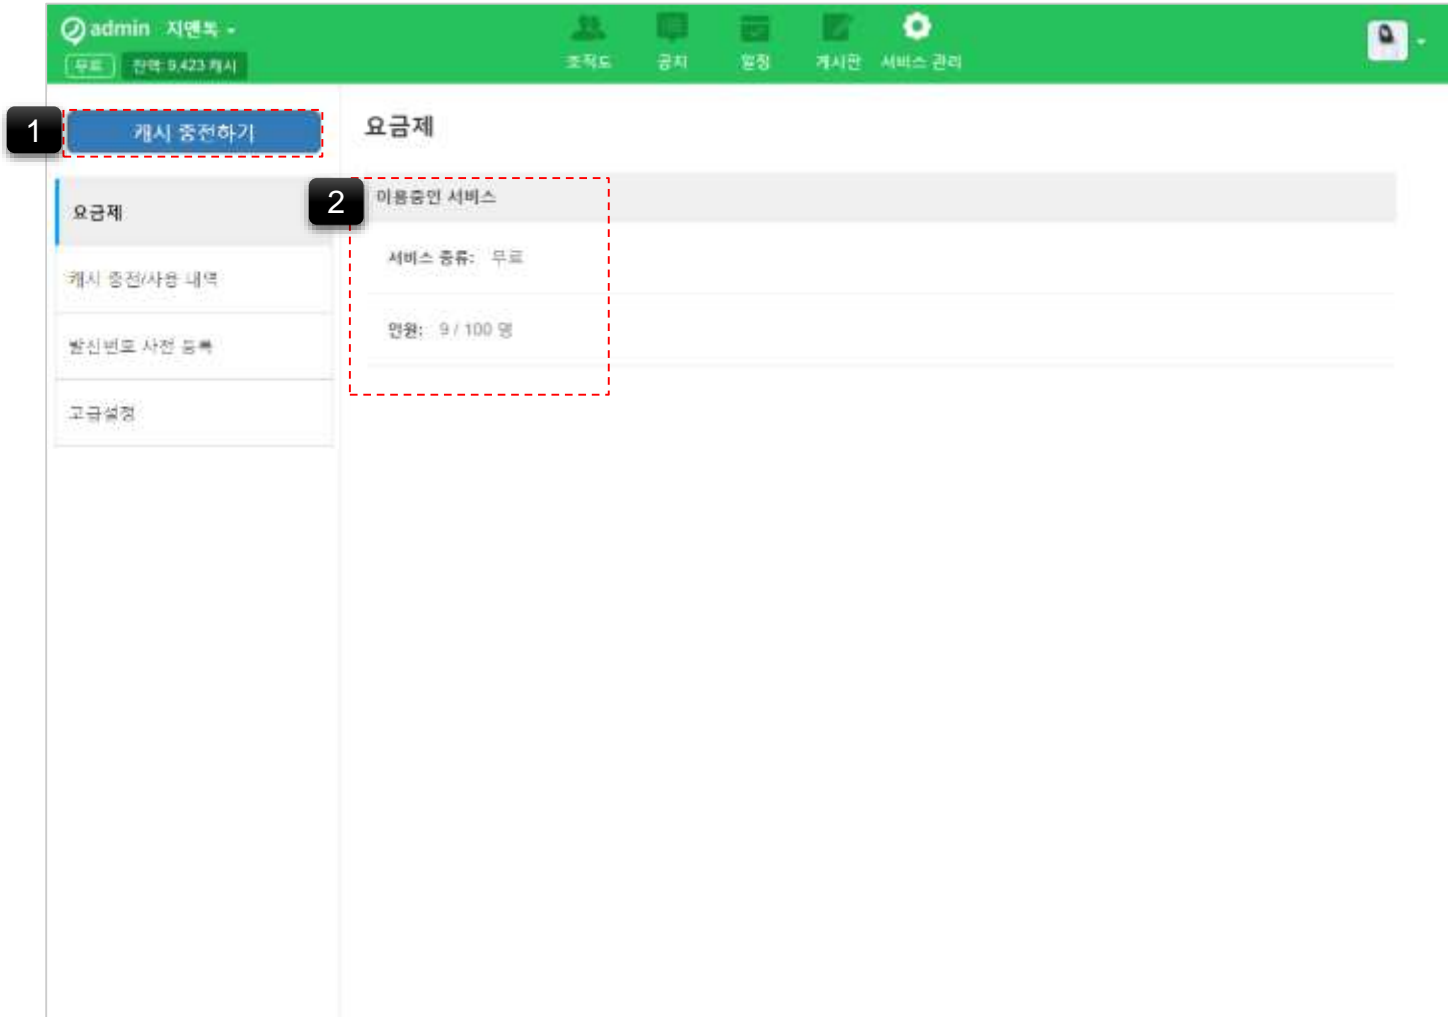 admin 지앤톡
무료 잔액: 9,423 캐시
조직도 공지 일정 게시판 서비스 관리
1
캐시 충전하기
요금제
캐시 충전/사용 내역
발신번호 사전 등록
고급설정
요금제
2
이용중인 서비스
서비스 종류: 무료
인원: 9 / 100 명